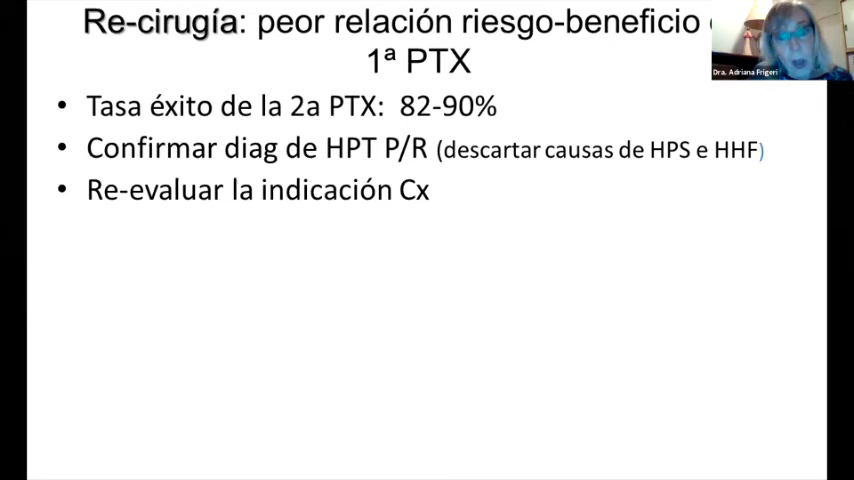 Re-cirugía: peor relación riesgo-beneficio
1ª PTX
Dra. Adriana Frigeri
• Tasa éxito de la 2a PTX: 82-90%
• Confirmar diag de HPT P/R (descartar causas de HPS e HHF)
• Re-evaluar la indicación Cx